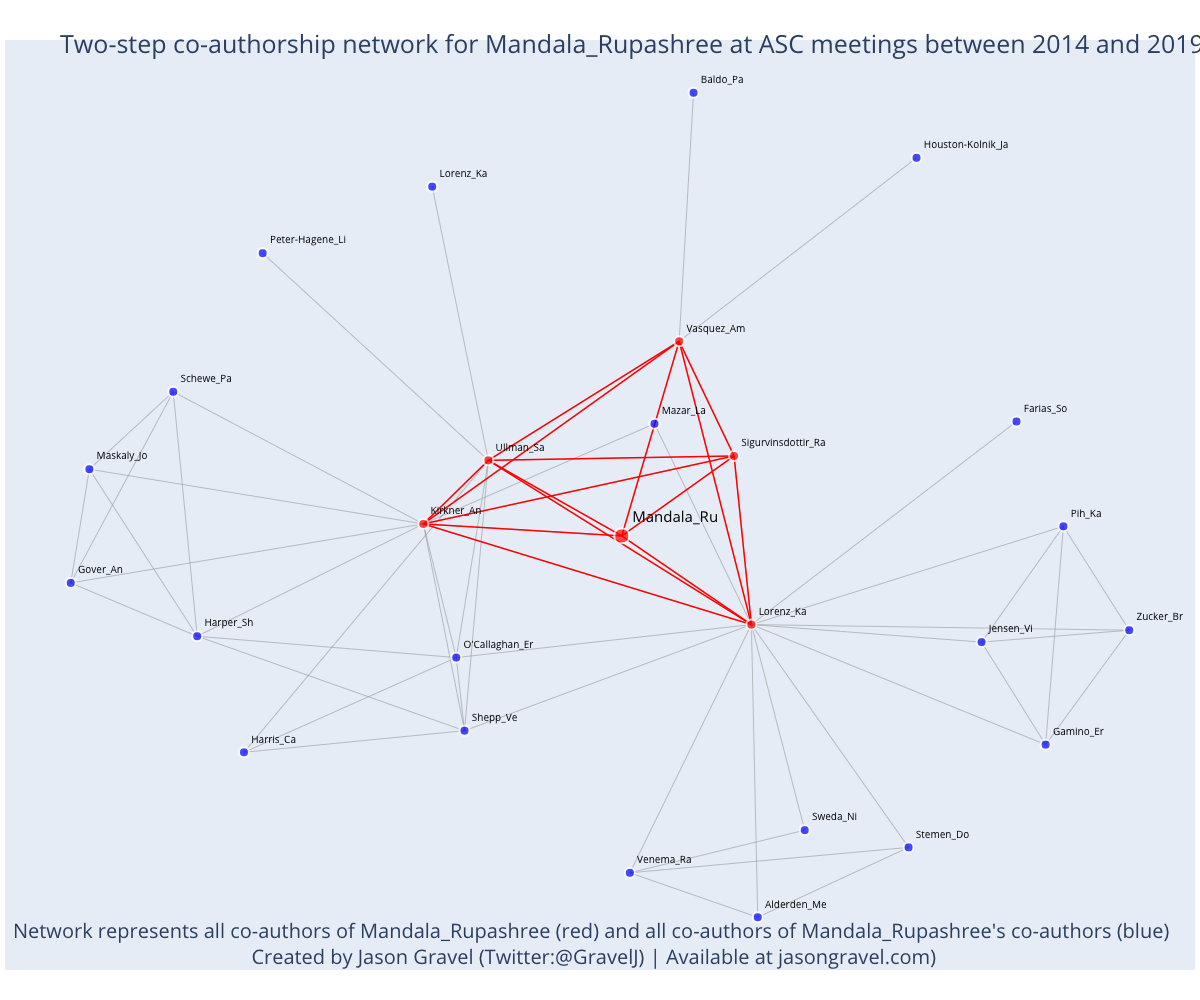 Two-step co-authorship network for Mandala_Rupashree at ASC meetings between 2014 and 2019
Baldo_Pa
Houston-Kolnik_Ja
Lorenz_Ka
Peter-Hagene_Li
Vasquez_Am
Schewe_Pa
Mazar_La
Farias_So
Sigurvinsdottir_Ra
Ullman_Sa
Maskaly_Jo
Kirkner_An
Mandala_Ru
Pih_Ka
Gover_An
Lorenz_Ka
Zucker_Br
Harper_Sh
Jensen_Vi
O'Callaghan_Er
Shepp_Ve
Gamino_Er
Harris_Ca
Sweda_Ni
Stemen_Do
Venema_Ra
Alderden_Me
Network represents all co-authors of Mandala_Rupashree (red) and all co-authors of Mandala_Rupashree's co-authors (blue)
Created by Jason Gravel (Twitter:@GravelJ) | Available at jasongravel.com)